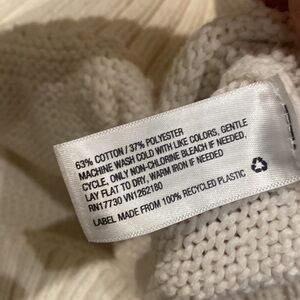 63% COTTON / 37% POLYESTER
MACHINE WASH COLD WITH LIKE COLORS, GENTLE
CYCLE, ONLY NON-CHLORINE BLEACH IF NEEDED,
LAY FLAT TO DRY, WARM IRON IF NEEDED
RN17730 VN1262180
LABEL MADE FROM 100% RECYCLED PLASTIC